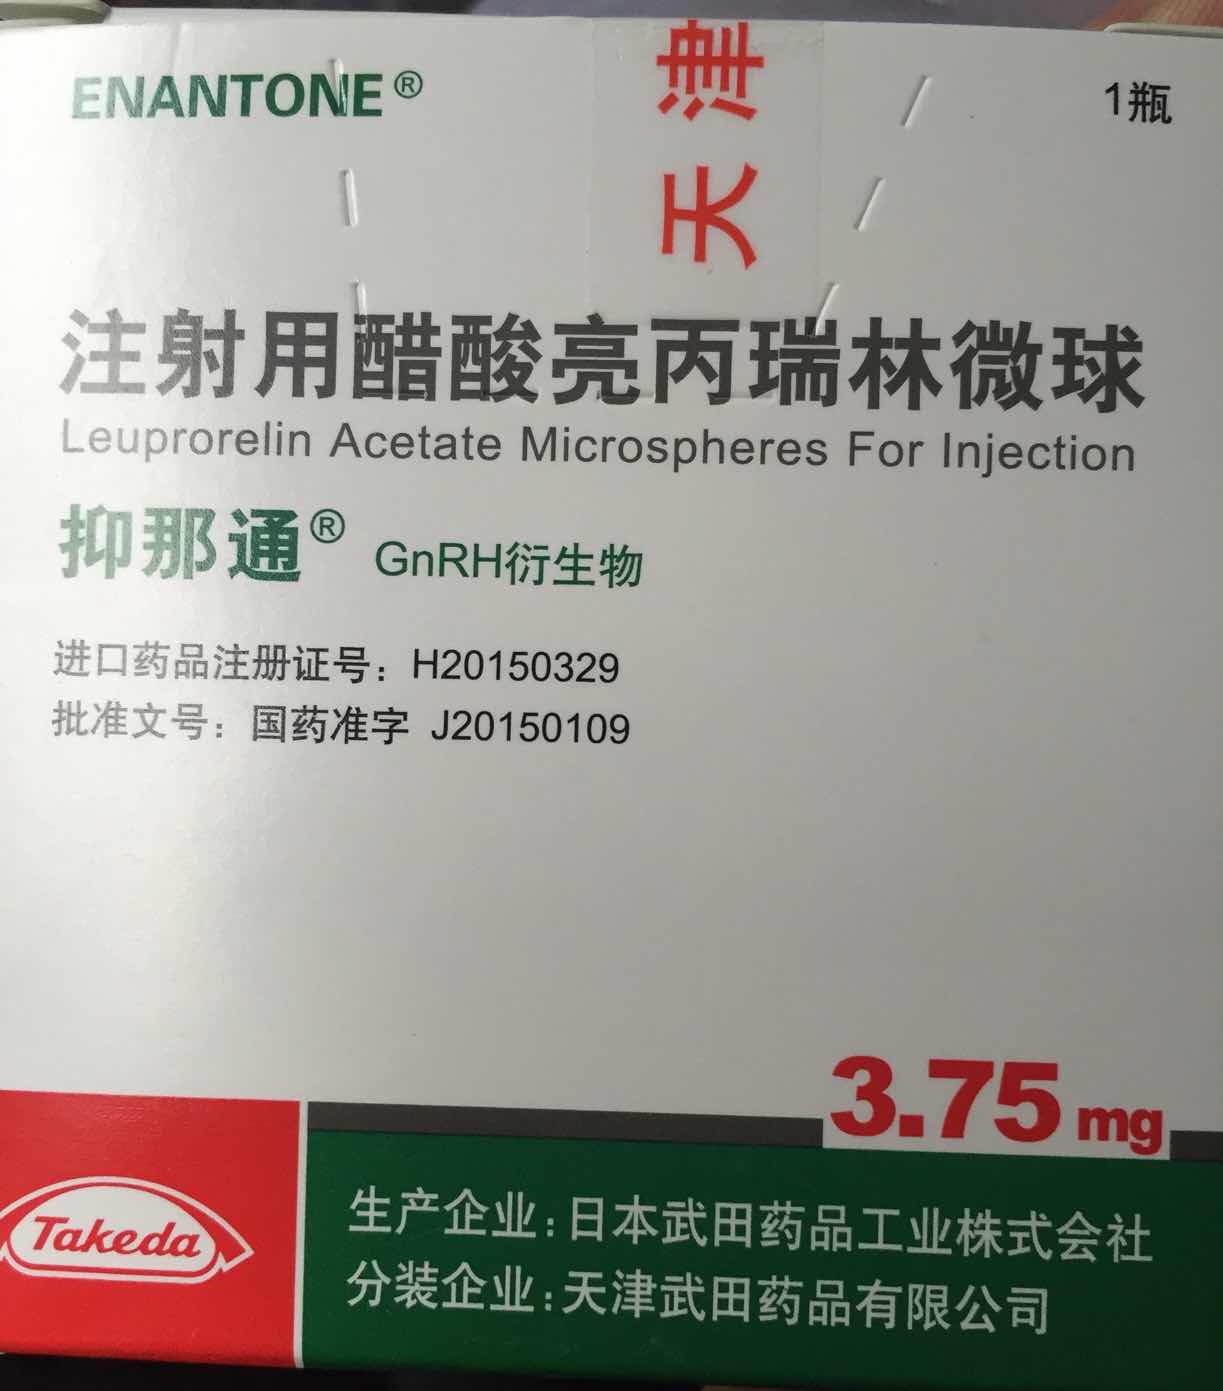 ENANTONE®
1瓶
天津
注射用醋酸亮丙瑞林微球
Leuprorelin Acetate Microspheres For Injection
抑那通® GnRH衍生物
进口药品注册证号：H20150329
批准文号：国药准字 J20150109
3.75 mg
Takeda
生产企业:日本武田药品工业株式会社
分装企业:天津武田药品有限公司